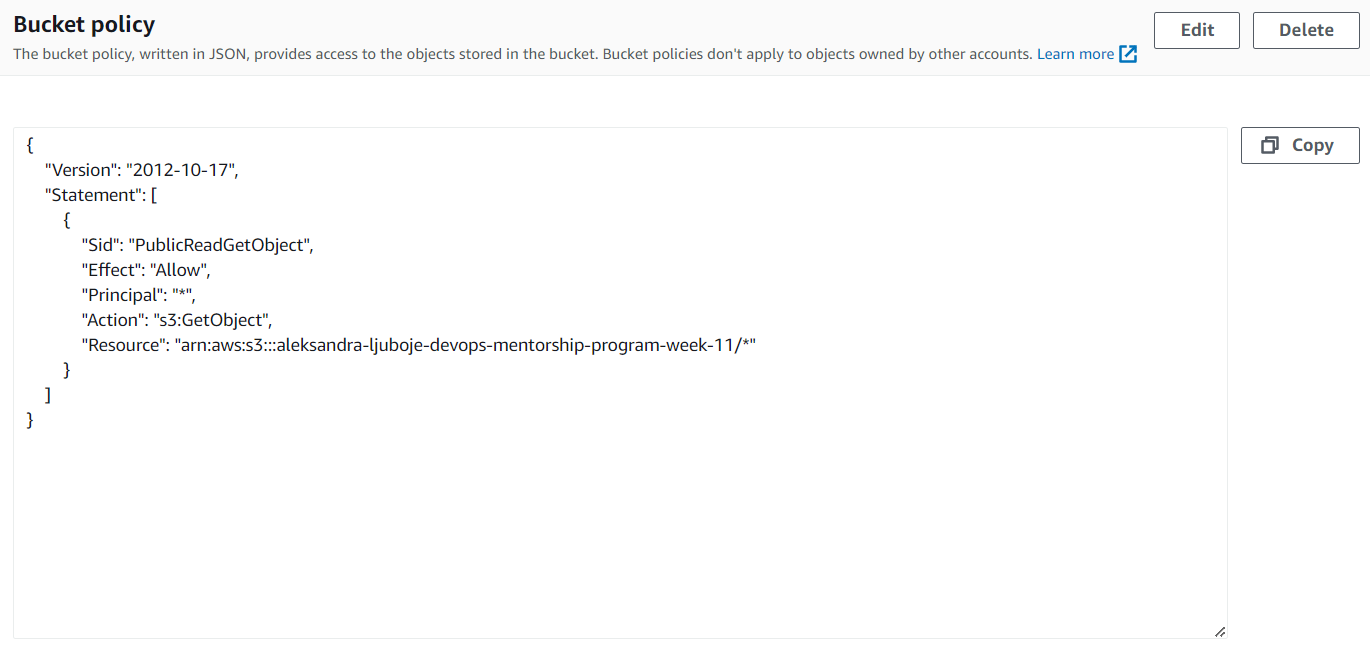 Bucket policy
Edit
Delete
The bucket policy, written in JSON, provides access to the objects stored in the bucket. Bucket policies don't apply to objects owned by other accounts. Learn more
Copy
{
    "Version": "2012-10-17",
    "Statement": [
        {
            "Sid": "PublicReadGetObject",
            "Effect": "Allow",
            "Principal": "*",
            "Action": "s3:GetObject",
            "Resource": "arn:aws:s3:::aleksandra-ljuboje-devops-mentorship-program-week-11/*"
        }
    ]
}